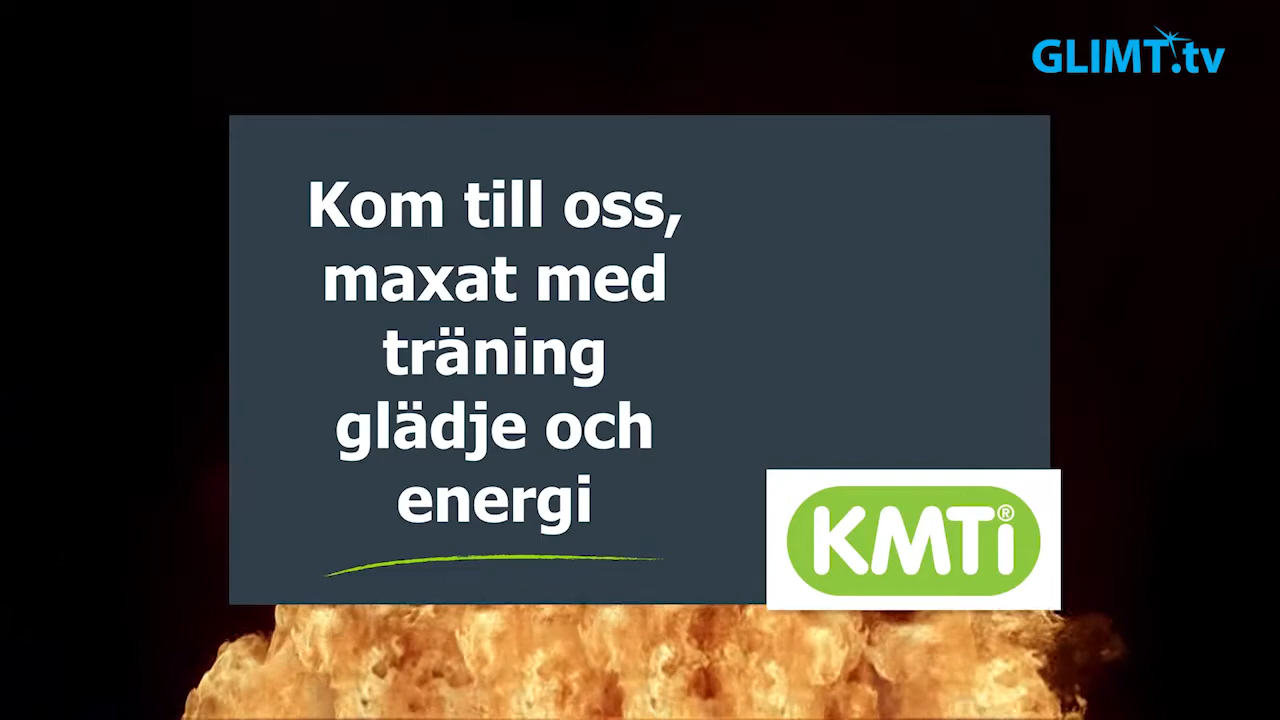 GLIMT.tv
Kom till oss,
maxat med
träning
glädje och
energi
KMTi®